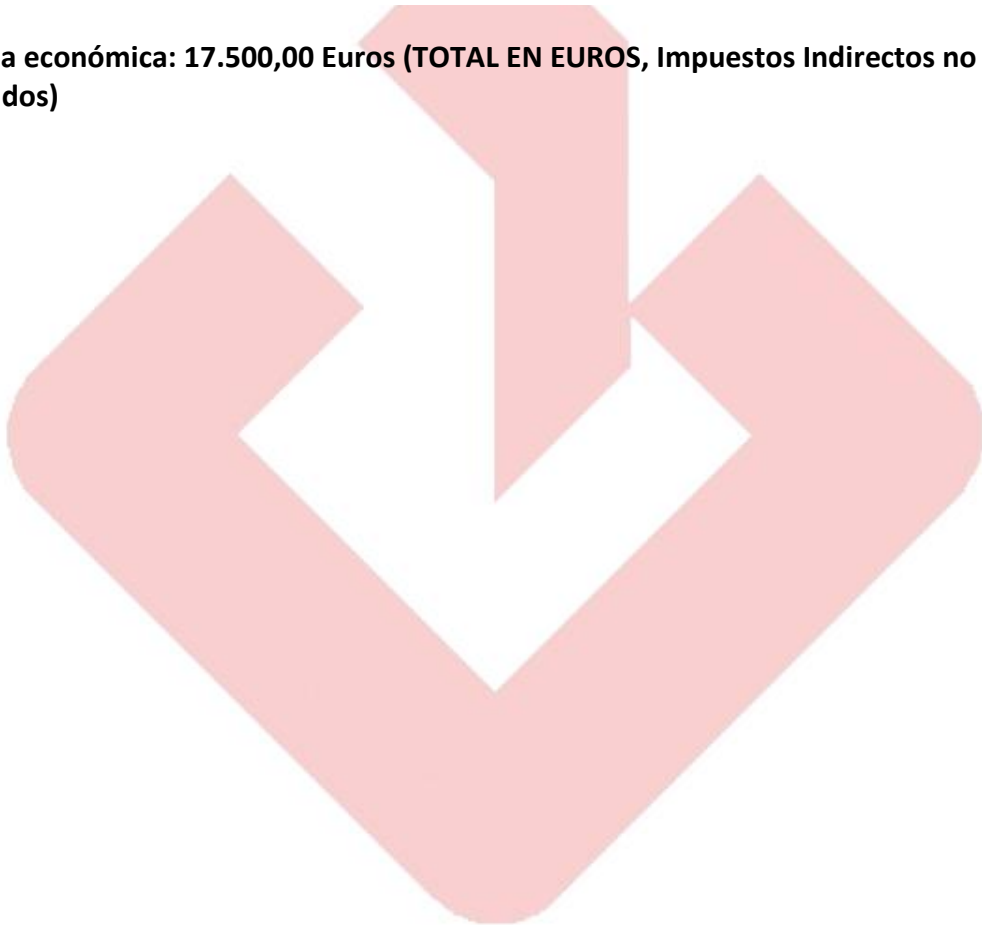 a económica: 17.500,00 Euros (TOTAL EN EUROS, Impuestos Indirectos no
dos)